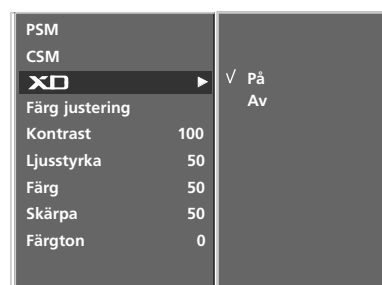 PSM
CSM
XD
Färg justering
Kontrast 100
Ljusstyrka 50
Färg 50
Skärpa 50
Färgton 0
√ På
Av